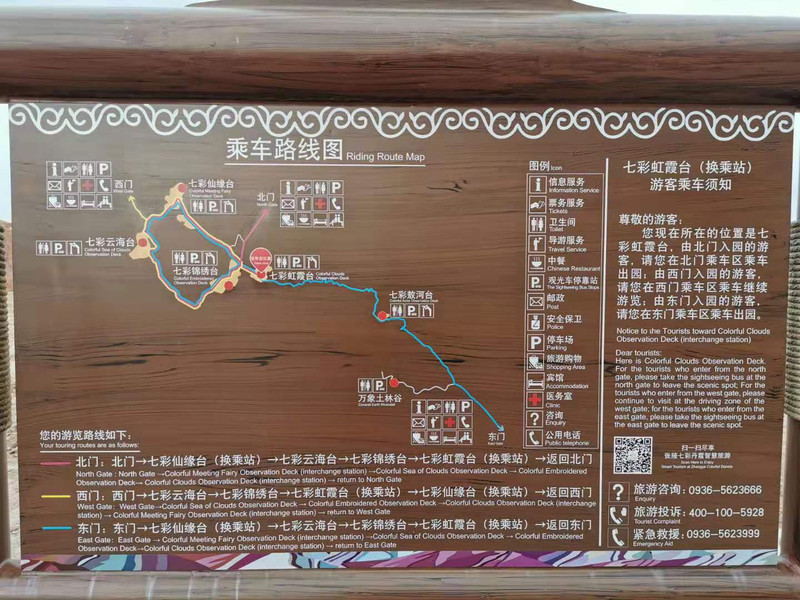 乘车路线图 Riding Route Map
西门
West Gate
七彩仙缘台
Colorful Meeting Fairy
Observation Deck
北门
North Gate
七彩云海台
Colorful Sea of Clouds
Observation Deck
七彩锦绣台
Colorful Embroidered
Observation Deck
七彩虹霞台
Colorful Clouds
Observation Deck
七彩敖河台
万象土林谷
东门
East Gate
图例 Icon
信息服务
Information Service
票务服务
Tickets
卫生间
Toilet
导游服务
Travel Service
中餐
Chinese Restaurant
观光车停靠站
The Sightseeing Bus Stops
邮政
Post
安全保卫
Police
停车场
Parking
旅游购物
Shopping Area
宾馆
Accommodation
医务室
Clinic
咨询
Enquiry
公用电话
Public telephone
七彩虹霞台（换乘站）
游客乘车须知
尊敬的游客：
您现在所在的位置是七
彩虹霞台，由北门入园的游
客，请您在北门乘车区乘车
出园；由西门入园的游客，
请您在西门乘车区乘车继续
游览；由东门入园的游客，
请您在东门乘车区乘车出园。
Notice to the Tourists toward Colorful Clouds
Observation Deck (interchange station)
Dear tourists:
Here is Colorful Clouds Observation Deck.
For the tourists who enter from the north
gate, please take the sightseeing bus at the
north gate to leave the scenic spot; For the
tourists who enter from the west gate, please
continue to visit at the driving zone of the
west gate; for the tourists who enter from the
east gate, please take the sightseeing bus at
the east gate to leave the scenic spot.
扫一扫尽享
张掖七彩丹霞智慧旅游
Scan Here to Enjoy
Smart Tourism at Zhangye Colorful Danxia
旅游咨询: 0936-5623666
Enquiry
旅游投诉: 400-100-5928
Tourist Complaint
紧急救援: 0936-5623999
Emergency Aid
您的游览路线如下：
Your touring routes are as follows:
北门：北门→七彩仙缘台（换乘站）→七彩云海台→七彩锦绣台→七彩虹霞台（换乘站）→返回北门
North Gate : North Gate →Colorful Meeting Fairy Observation Deck (interchange station) →Colorful Sea of Clouds Observation Deck → Colorful Embroidered
Observation Deck→ Colorful Clouds Observation Deck (interchange station) → return to North Gate
西门：西门→七彩云海台→七彩锦绣台→七彩虹霞台（换乘站）→七彩仙缘台（换乘站）→返回西门
West Gate: West Gate→Colorful Sea of Clouds Observation Deck → Colorful Embroidered Observation Deck →Colorful Clouds Observation Deck (interchange
station) → Colorful Meeting Fairy Observation Deck (interchange station) → return to West Gate
东门：东门→七彩仙缘台（换乘站）→七彩云海台→七彩锦绣台→七彩虹霞台（换乘站）→返回东门
East Gate: East Gate → Colorful Meeting Fairy Observation Deck (interchange station) →Colorful Sea of Clouds Observation Deck → Colorful Embroidered
Observation Deck→Colorful Clouds Observation Deck (interchange station) → return to East Gate